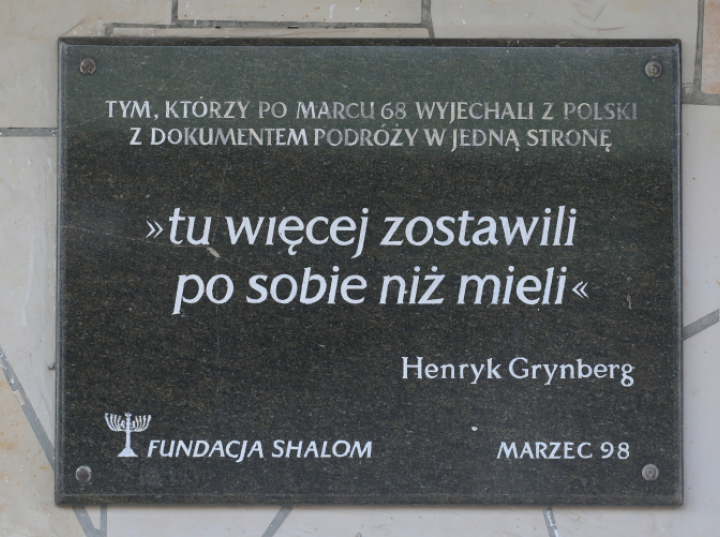 TYM, KTÓRZY PO MARCU 68 WYJECHALI Z POLSKI
Z DOKUMENTEM PODRÓŻY W JEDNĄ STRONĘ
»tu więcej zostawili
po sobie niż mieli«
Henryk Grynberg
FUNDACJA SHALOM
MARZEC 98